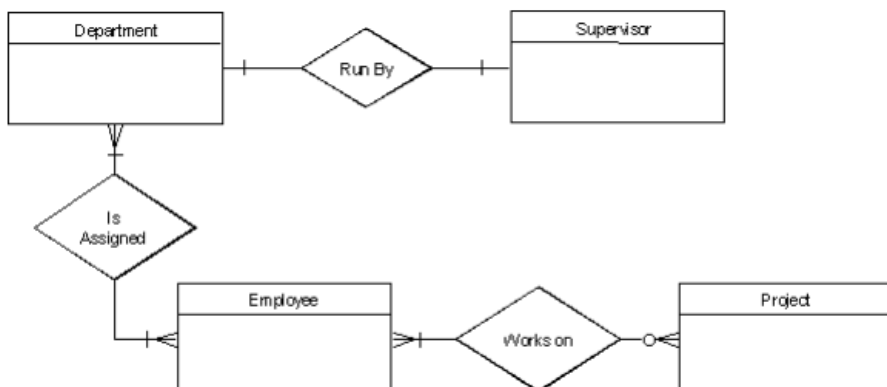 Department
Supervisor
Run By
Is
Assigned
Employee
Project
Works on